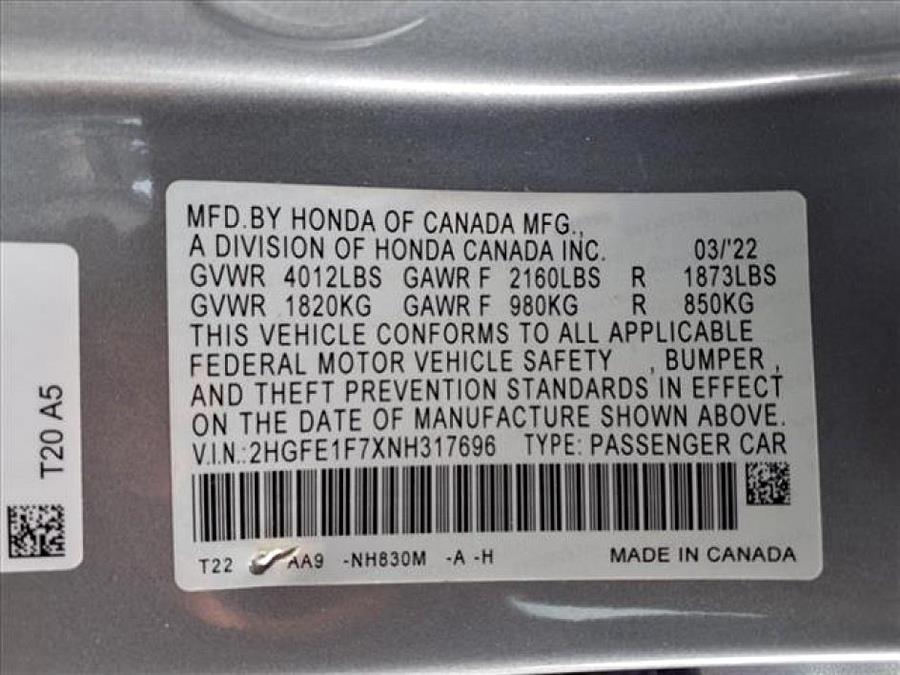 MFD.BY HONDA OF CANADA MFG.,
A DIVISION OF HONDA CANADA INC. 03/'22
GVWR 4012LBS GAWR F 2160LBS R 1873LBS
GVWR 1820KG GAWR F 980KG R 850KG
THIS VEHICLE CONFORMS TO ALL APPLICABLE
FEDERAL MOTOR VEHICLE SAFETY , BUMPER ,
AND THEFT PREVENTION STANDARDS IN EFFECT
ON THE DATE OF MANUFACTURE SHOWN ABOVE.
V.I.N.:2HGFE1F7XNH317696 TYPE: PASSENGER CAR
T22 AA9 -NH830M -A -H MADE IN CANADA
T20 A5